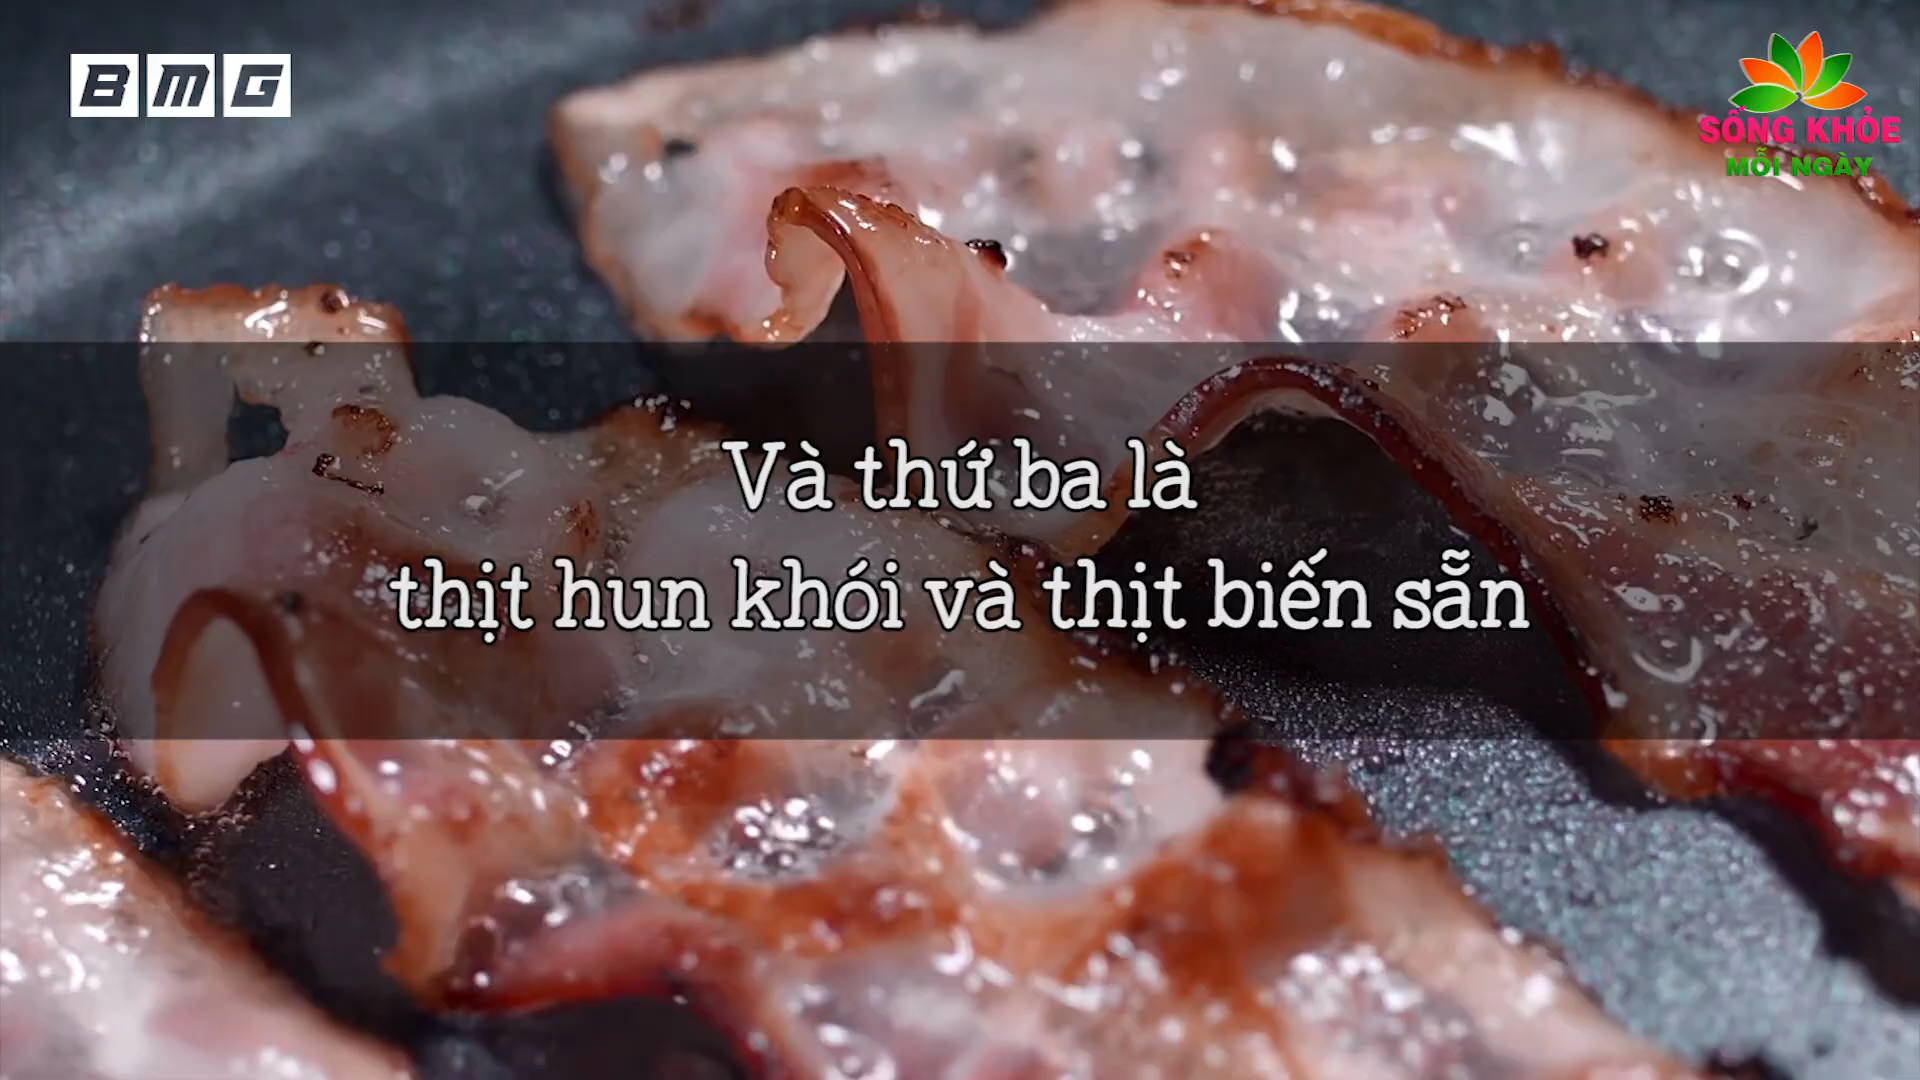 BMG
SỐNG KHỎE
MỖI NGÀY
Và thứ ba là
thịt hun khói và thịt biến sẵn